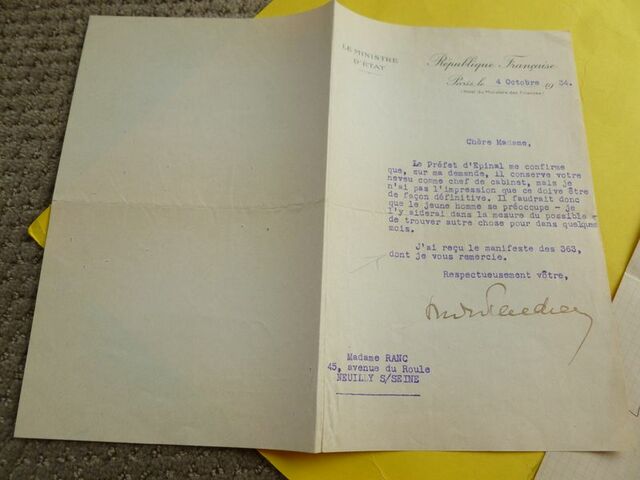 LE MINISTRE
D'ÉTAT
République Française
Paris, le 4 Octobre 1934.
(Hôtel du Ministère des Finances)
Chère Madame,
Le Préfet d'Epinal me confirme
que, sur ma demande, il conserve votre
neveu comme chef de cabinet, mais je
n'ai pas l'impression que ce doive être
de façon définitive. Il faudrait donc
que le jeune homme se préoccupe - je
l'y aiderai dans la mesure du possible -
de trouver autre chose pour dans quelques
mois.
J'ai reçu le manifeste des 363,
dont je vous remercie.
Respectueusement vôtre,
Madame RANC
45, avenue du Roule
NEUILLY S/SEINE